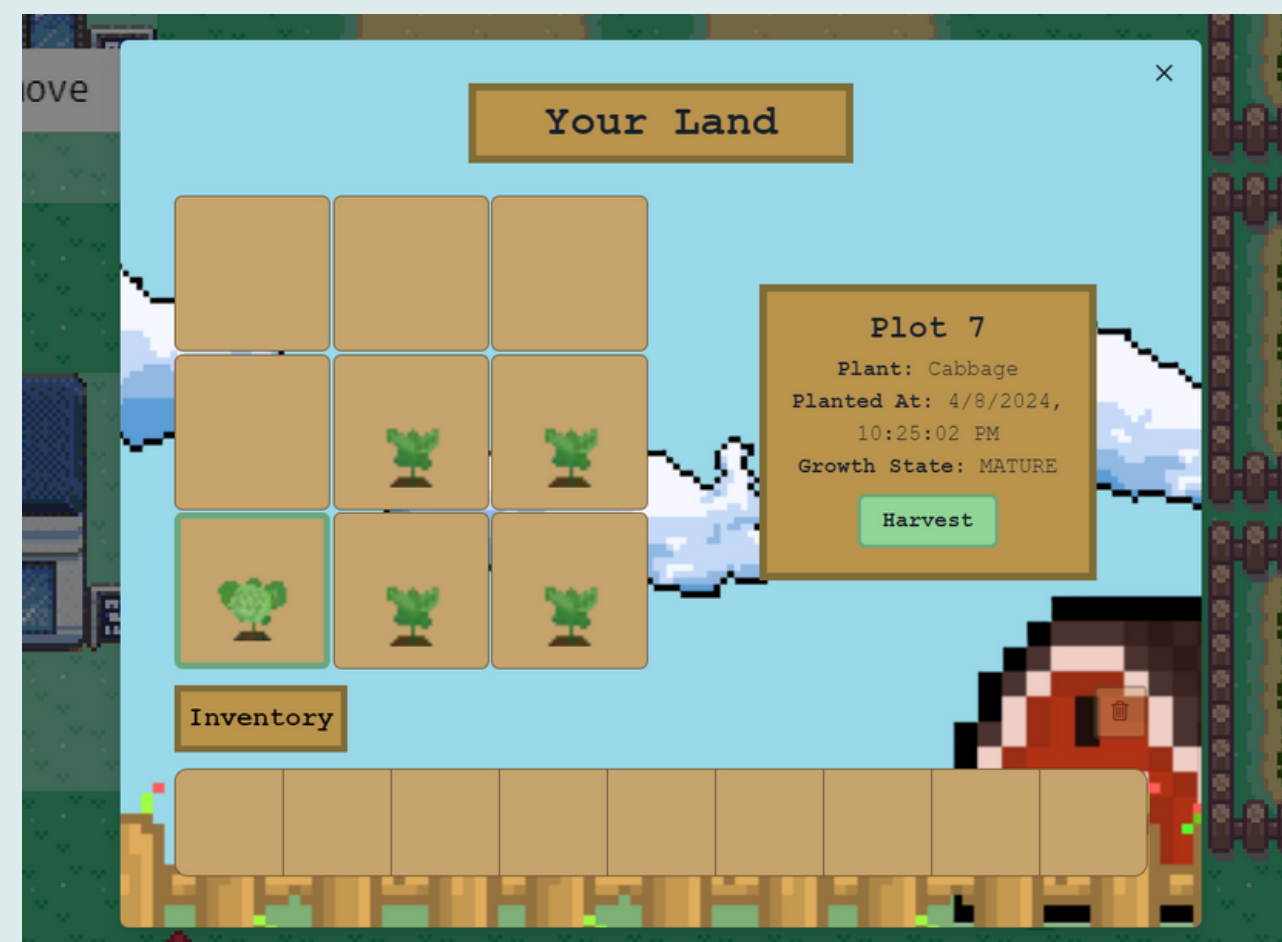 ove
Your Land
Plot 7
Plant: Cabbage
Planted At: 4/8/2024,
10:25:02 PM
Growth State: MATURE
Harvest
Inventory